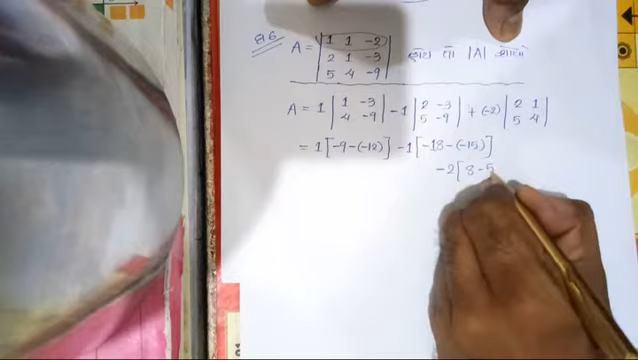 દા 6 A = | 1 1 -2 | હોય તો |A| શોધો
| 2 1 -3 |
| 5 4 -9 |
A = 1 | 1 -3 | -1 | 2 -3 | + (-2) | 2 1 |
| 4 -9 | | 5 -9 | | 5 4 |
= 1 [-9-(-12)] -1 [-18-(-15)]
-2 [8-5